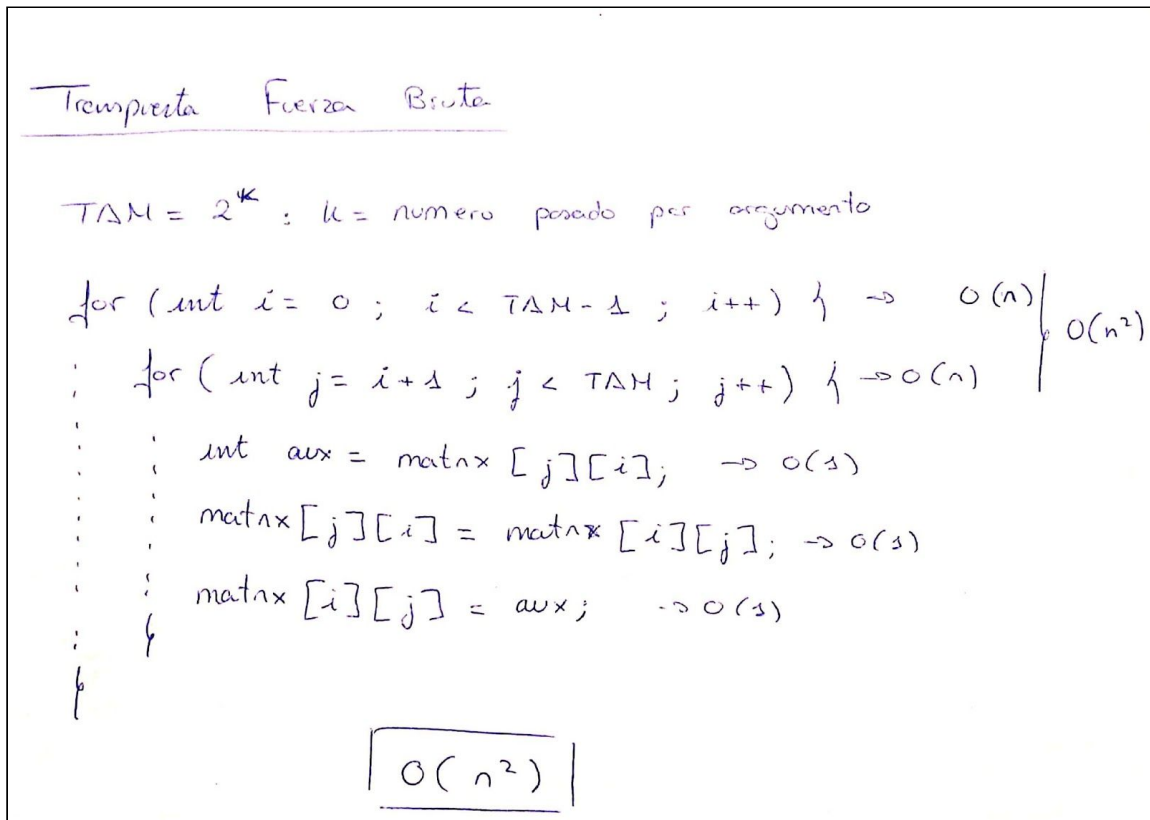 Transpuesta Fuerza Bruta
TAM = 2^k : k = numero pasado por argumento
for (int i = 0 ; i < TAM - 1 ; i++) { → O(n)
O(n²)
for ( int j = i + 1 ; j < TAM ; j++) { → O(n)
int aux = matrix [j][i]; → O(1)
matrix[j][i] = matrix [i][j]; → O(1)
matrix [i][j] = aux; → O(1)
}
}
O(n²)